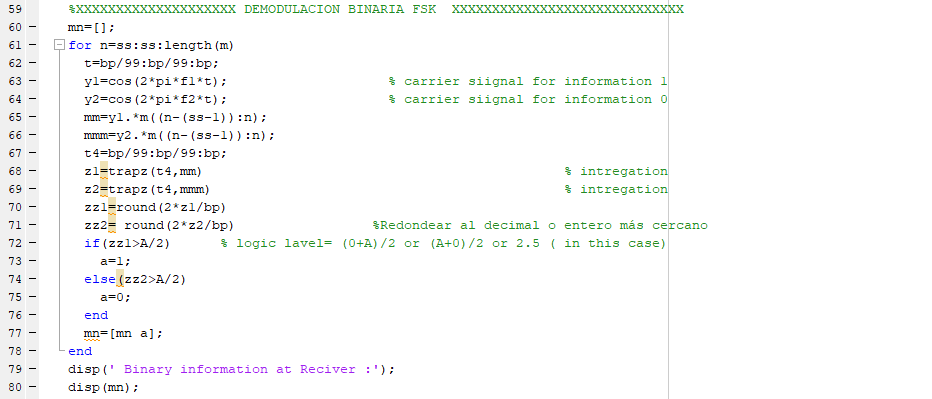 59 %XXXXXXXXXXXXXXXXXXXX DEMODULACION BINARIA FSK XXXXXXXXXXXXXXXXXXXXXXXXXXXXX
60 - mn=[];
61 - for n=ss:ss:length(m)
62 - t=bp/99:bp/99:bp;
63 - y1=cos(2*pi*f1*t); % carrier siignal for information 1
64 - y2=cos(2*pi*f2*t); % carrier siignal for information 0
65 - mm=y1.*m((n-(ss-1)):n);
66 - mmm=y2.*m((n-(ss-1)):n);
67 - t4=bp/99:bp/99:bp;
68 - z1=trapz(t4,mm) % intregation
69 - z2=trapz(t4,mmm) % intregation
70 - zz1=round(2*z1/bp)
71 - zz2= round(2*z2/bp) %Redondear al decimal o entero más cercano
72 - if(zz1>A/2) % logic lavel= (0+A)/2 or (A+0)/2 or 2.5 ( in this case)
73 - a=1;
74 - else(zz2>A/2)
75 - a=0;
76 - end
77 - mn=[mn a];
78 - end
79 - disp(' Binary information at Reciver :');
80 - disp(mn);